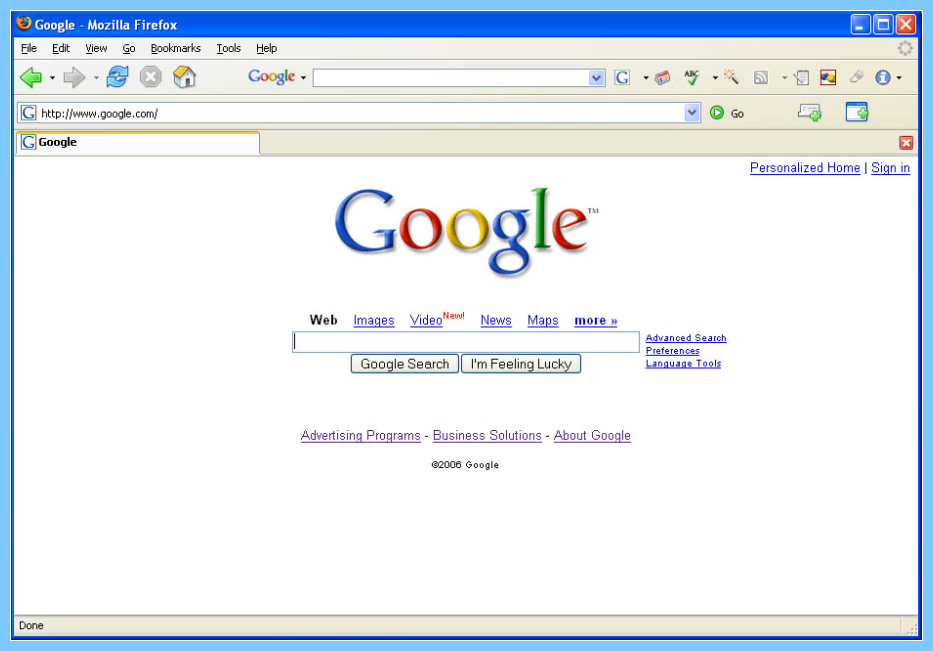 Google - Mozilla Firefox
File Edit View Go Bookmarks Tools Help
Google ABC
http://www.google.com/ Go
Google
Personalized Home | Sign in
Google™
Web Images Video New! News Maps more »
Advanced Search
Preferences
Language Tools
Google Search I'm Feeling Lucky
Advertising Programs - Business Solutions - About Google
©2006 Google
Done